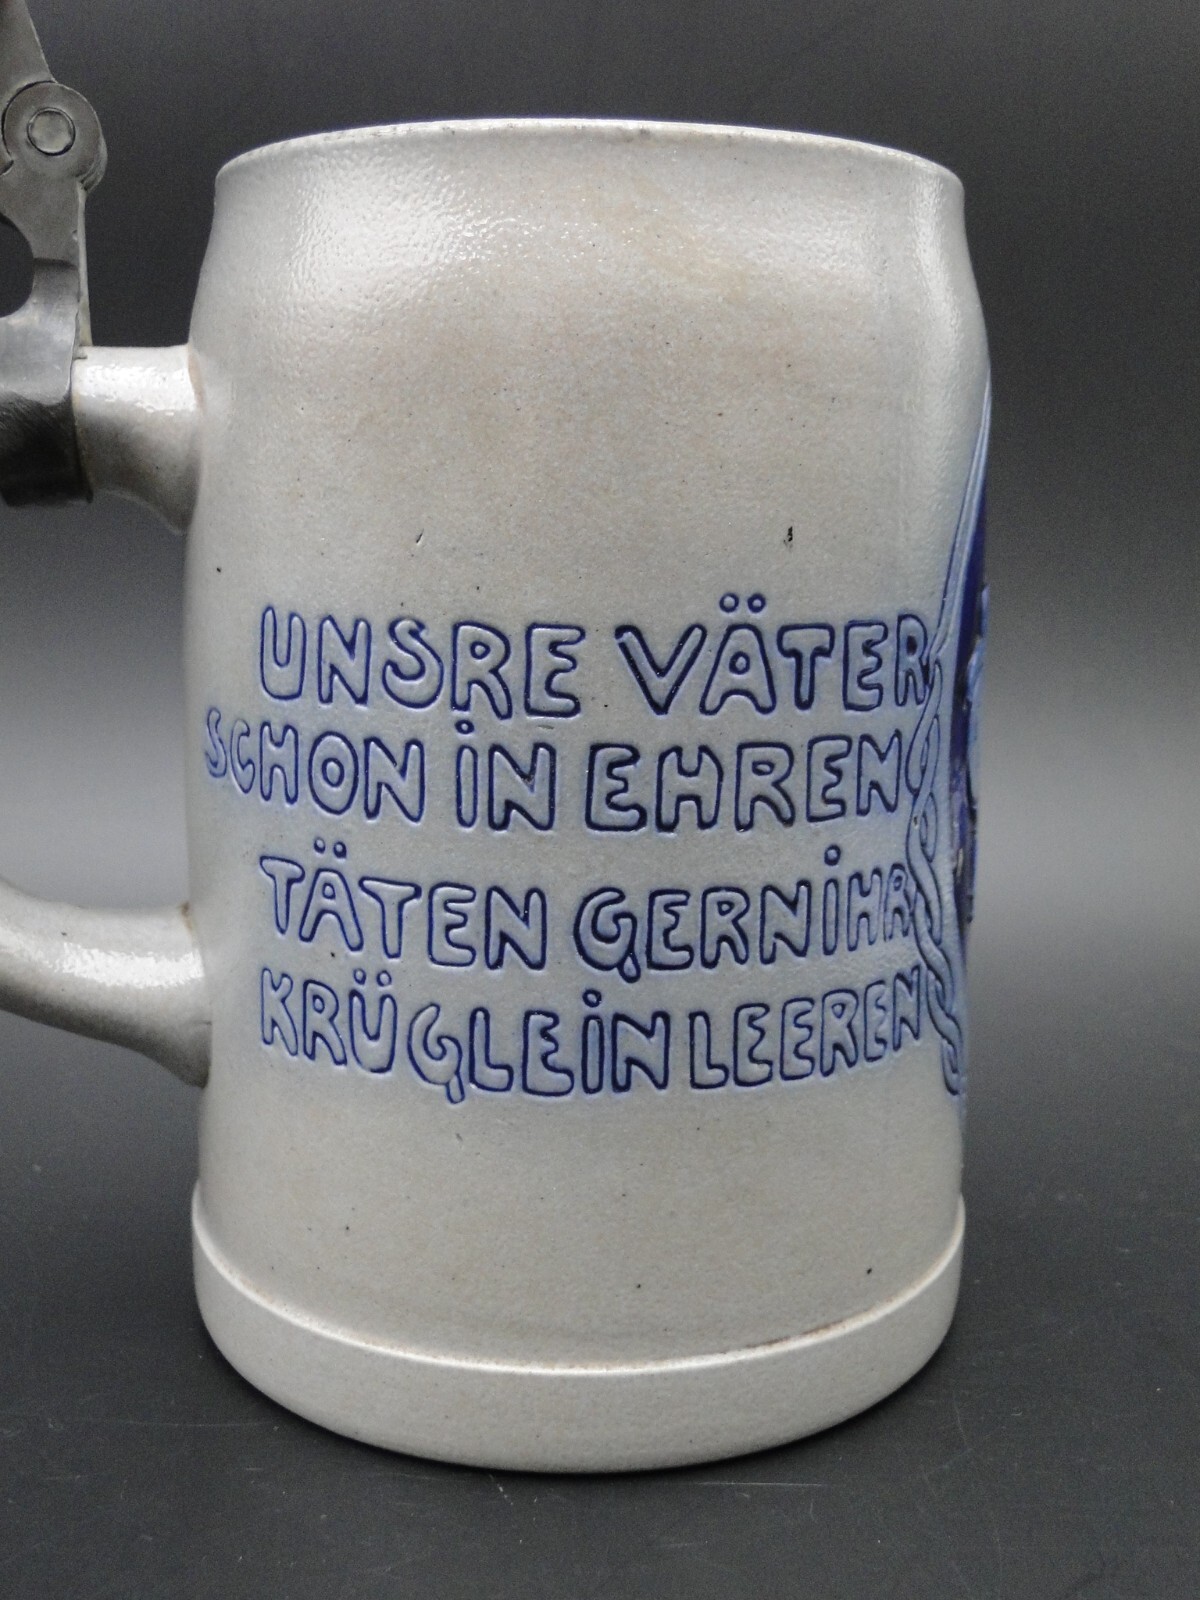 UNSRE VÄTER
SCHON iN EHREN
TÄTEN GERN iHR
KRÜGLEiN LEEREN